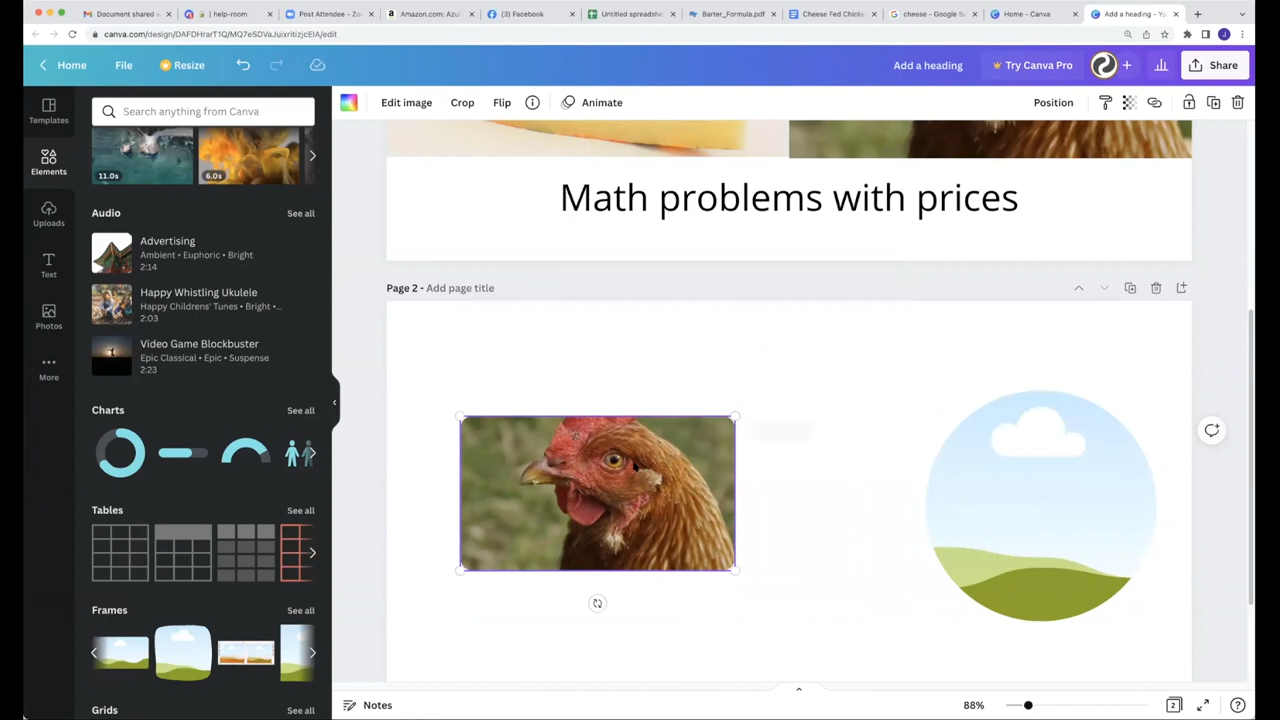 Document shared w
| help-room
Post Attendee - Zo
Amazon.com: Azul
(3) Facebook
Untitled spreadshe
Barter_Formula.pdf
Cheese Fed Chicke
cheese - Google Se
Home - Canva
Add a heading - Yo
canva.com/design/DAFDHrarT1Q/MQ7eSDVaJuixritizjcEIA/edit
Home
File
Resize
Add a heading
Try Canva Pro
Share
Templates
Elements
Uploads
Text
Photos
More
Search anything from Canva
11.0s
6.0s
Audio
See all
Advertising
Ambient • Euphoric • Bright
2:14
Happy Whistling Ukulele
Happy Childrens' Tunes • Bright •...
2:03
Video Game Blockbuster
Epic Classical • Epic • Suspense
2:23
Charts
See all
Tables
See all
Frames
See all
Grids
See all
Edit image
Crop
Flip
Animate
Position
Math problems with prices
Page 2 - Add page title
Notes
88%
2